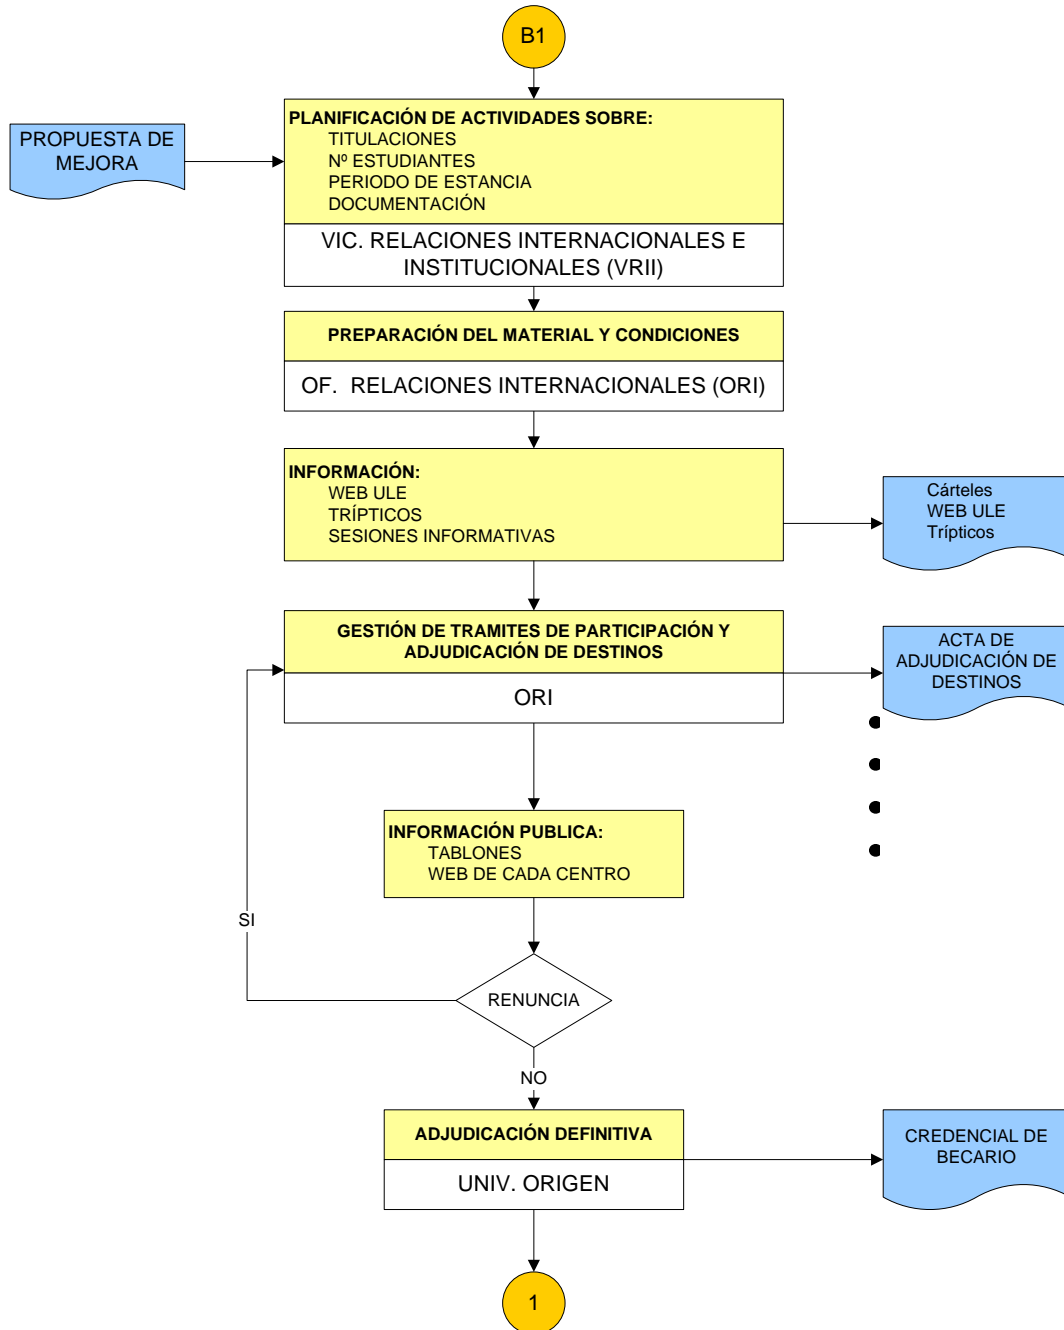 B1
PROPUESTA DE
MEJORA
PLANIFICACIÓN DE ACTIVIDADES SOBRE:
TITULACIONES
Nº ESTUDIANTES
PERIODO DE ESTANCIA
DOCUMENTACIÓN
VIC. RELACIONES INTERNACIONALES E
INSTITUCIONALES (VRII)
PREPARACIÓN DEL MATERIAL Y CONDICIONES
OF. RELACIONES INTERNACIONALES (ORI)
INFORMACIÓN:
WEB ULE
TRÍPTICOS
SESIONES INFORMATIVAS
Cárteles
WEB ULE
Trípticos
GESTIÓN DE TRAMITES DE PARTICIPACIÓN Y
ADJUDICACIÓN DE DESTINOS
ORI
ACTA DE
ADJUDICACIÓN DE
DESTINOS
INFORMACIÓN PUBLICA:
TABLONES
WEB DE CADA CENTRO
SI
RENUNCIA
NO
ADJUDICACIÓN DEFINITIVA
UNIV. ORIGEN
CREDENCIAL DE
BECARIO
1